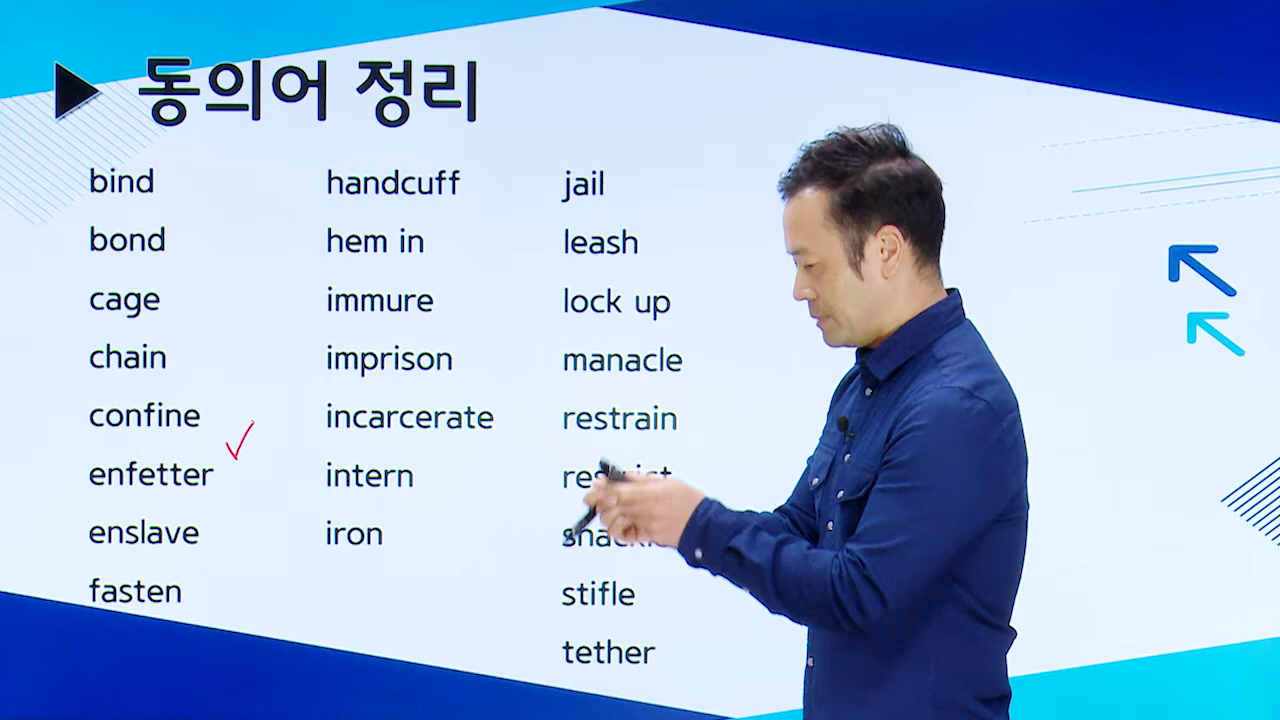 동의어 정리
bind
bond
cage
chain
confine
enfetter
enslave
fasten
handcuff
hem in
immure
imprison
incarcerate
intern
iron
jail
leash
lock up
manacle
restrain
stifle
tether